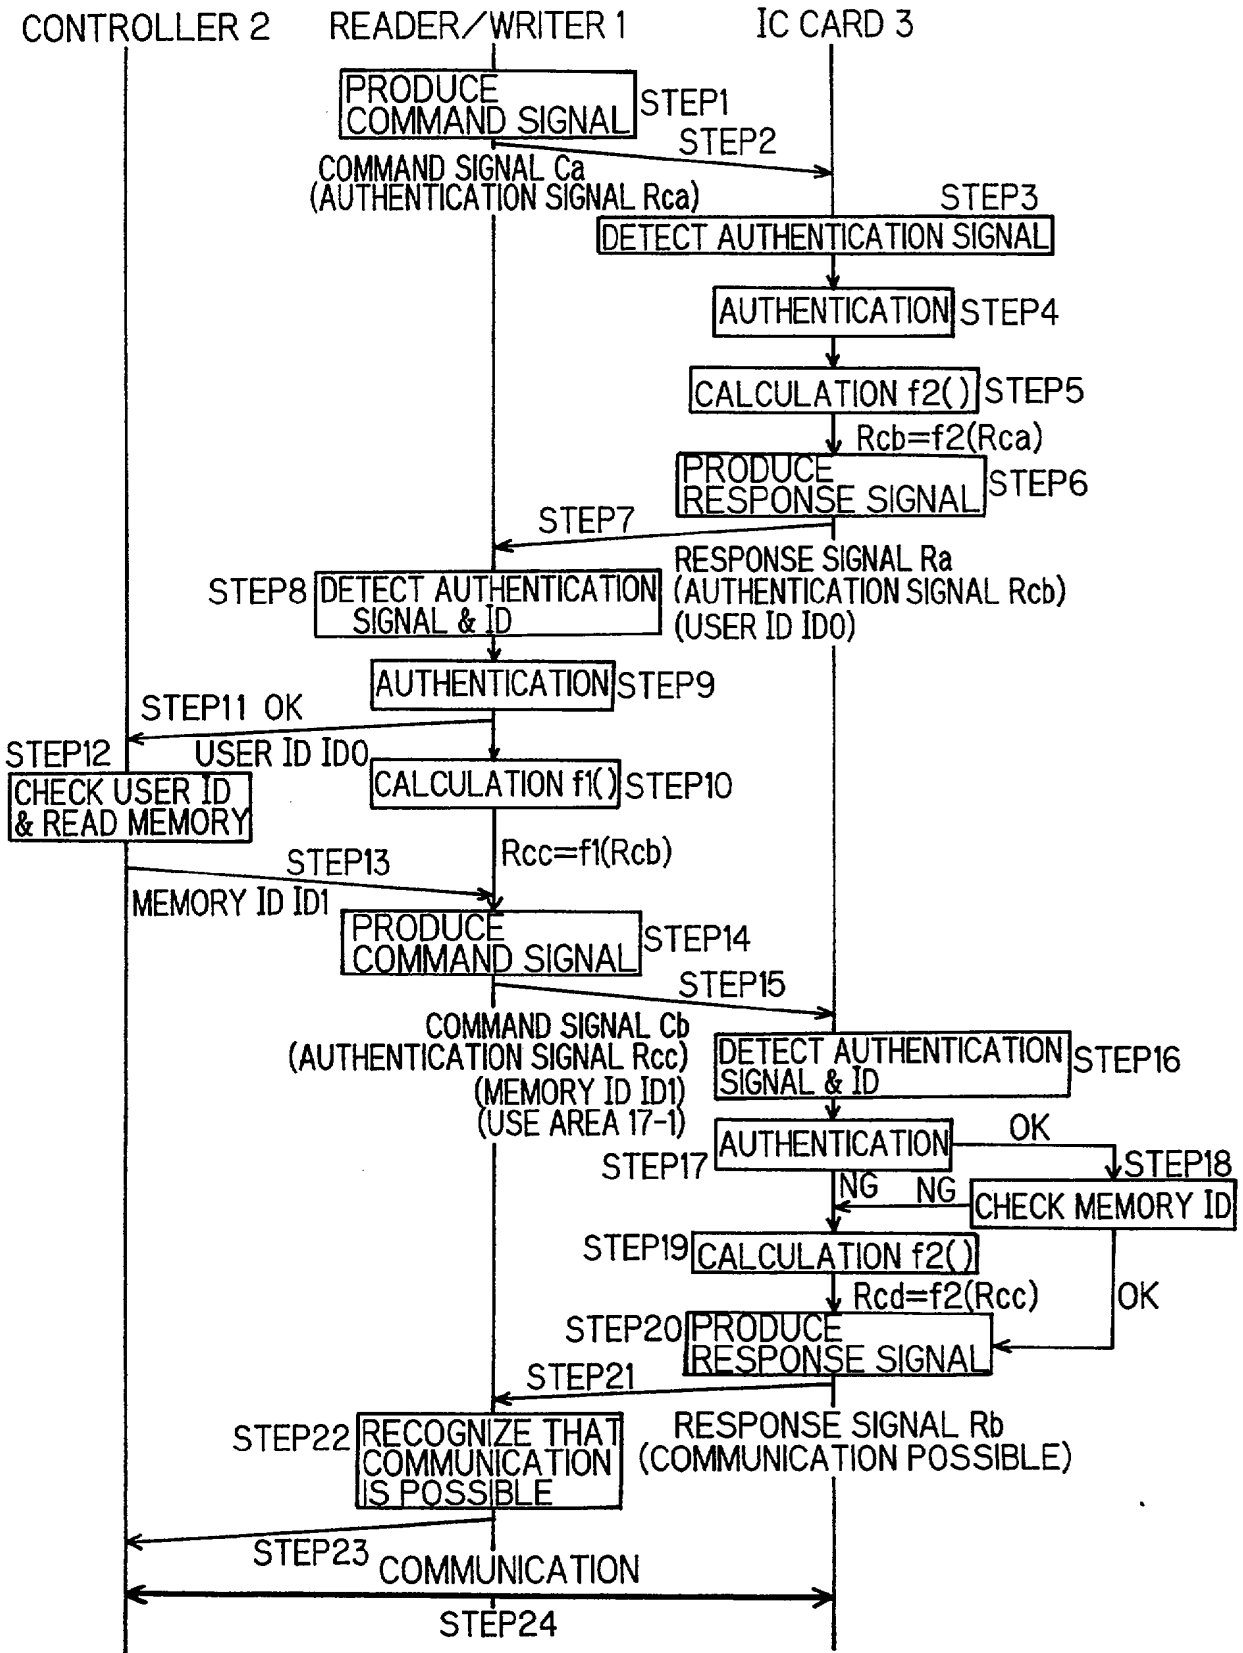 CONTROLLER 2
READER/WRITER 1
IC CARD 3
PRODUCE
COMMAND SIGNAL
STEP1
STEP2
COMMAND SIGNAL Ca
(AUTHENTICATION SIGNAL Rca)
STEP3
DETECT AUTHENTICATION SIGNAL
AUTHENTICATION
STEP4
CALCULATION f2()
STEP5
Rcb=f2(Rca)
PRODUCE
RESPONSE SIGNAL
STEP6
STEP7
RESPONSE SIGNAL Ra
(AUTHENTICATION SIGNAL Rcb)
(USER ID ID0)
STEP8
DETECT AUTHENTICATION
SIGNAL & ID
AUTHENTICATION
STEP9
STEP11 OK
USER ID ID0
STEP12
CHECK USER ID
& READ MEMORY
CALCULATION f1()
STEP10
Rcc=f1(Rcb)
STEP13
MEMORY ID ID1
PRODUCE
COMMAND SIGNAL
STEP14
STEP15
COMMAND SIGNAL Cb
(AUTHENTICATION SIGNAL Rcc)
(MEMORY ID ID1)
(USE AREA 17-1)
DETECT AUTHENTICATION
SIGNAL & ID
STEP16
AUTHENTICATION
STEP17
OK
STEP18
NG
NG
CHECK MEMORY ID
STEP19
CALCULATION f2()
Rcd=f2(Rcc)
OK
STEP20
PRODUCE
RESPONSE SIGNAL
STEP21
RESPONSE SIGNAL Rb
(COMMUNICATION POSSIBLE)
STEP22
RECOGNIZE THAT
COMMUNICATION
IS POSSIBLE
STEP23
COMMUNICATION
STEP24